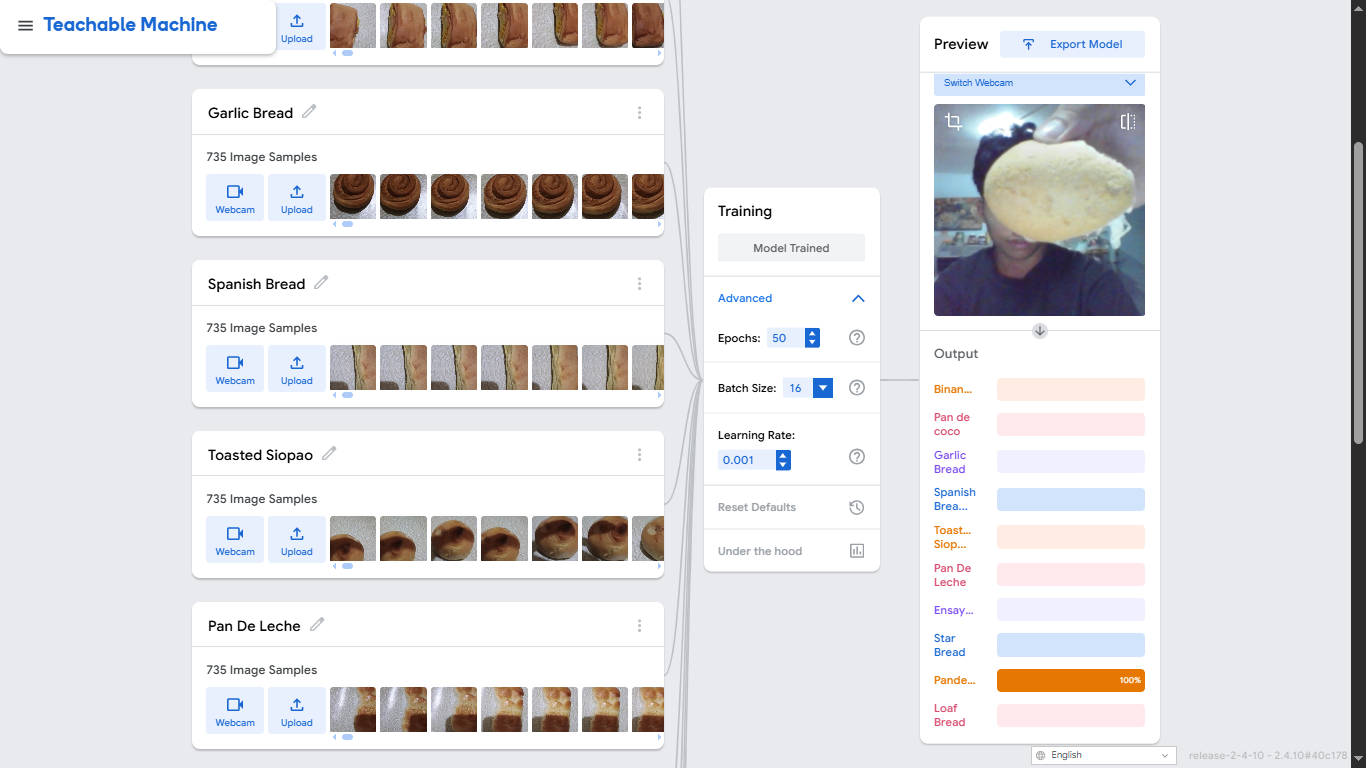 Teachable Machine
Upload
Garlic Bread
735 Image Samples
Webcam
Upload
Spanish Bread
735 Image Samples
Webcam
Upload
Toasted Siopao
735 Image Samples
Webcam
Upload
Pan De Leche
735 Image Samples
Webcam
Upload
Training
Model Trained
Advanced
Epochs: 50
Batch Size: 16
Learning Rate:
0.001
Reset Defaults
Under the hood
Preview
Export Model
Switch Webcam
Output
Binan...
Pan de
coco
Garlic
Bread
Spanish
Brea...
Toast...
Siop...
Pan De
Leche
Ensay...
Star
Bread
Pande... 100%
Loaf
Bread
English
release-2-4-10 - 2.4.10#40c178